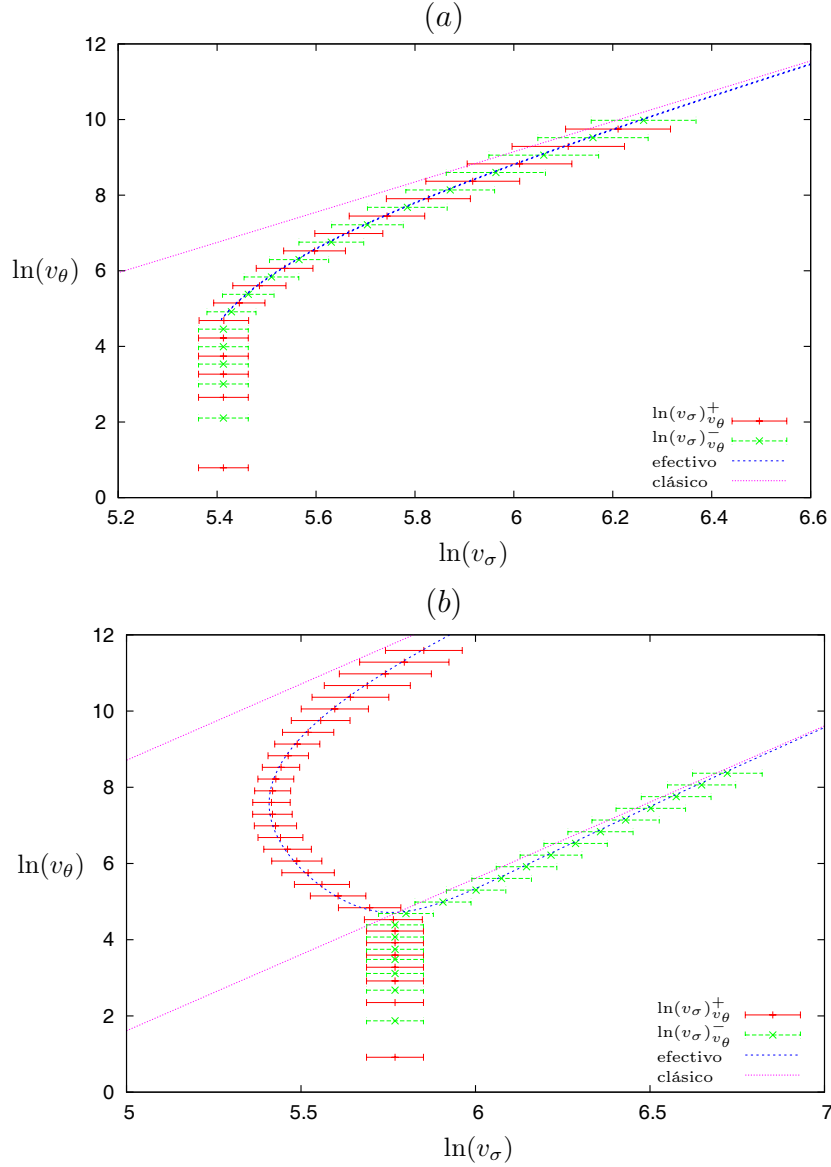 (a)
12
10
8
ln(v_θ)
6
4
2
0
ln(v_σ)^+_{v_θ}
ln(v_σ)^-_{v_θ}
efectivo
clásico
5.2 5.4 5.6 5.8 6 6.2 6.4 6.6
ln(v_σ)
(b)
12
10
8
ln(v_θ)
6
4
2
0
ln(v_σ)^+_{v_θ}
ln(v_σ)^-_{v_θ}
efectivo
clásico
5 5.5 6 6.5 7
ln(v_σ)